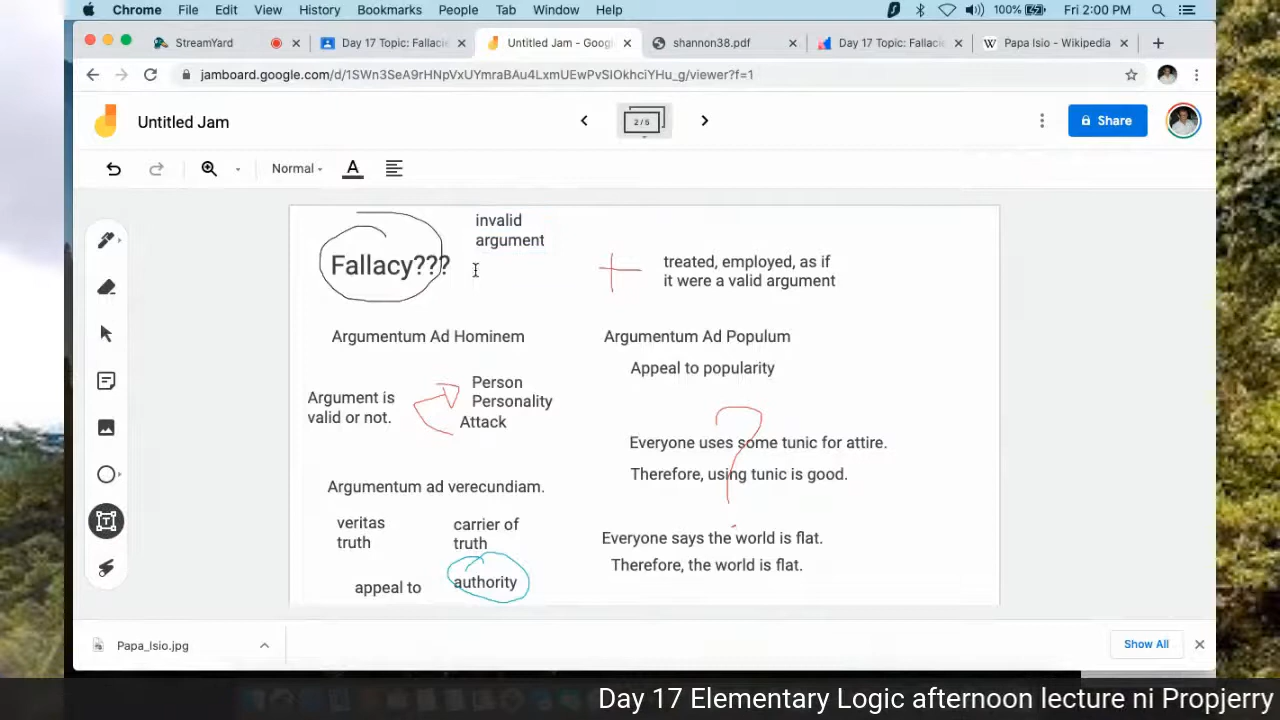 Chrome File Edit View History Bookmarks People Tab Window Help 100% Fri 2:00 PM
StreamYard
Day 17 Topic: Fallacie
Untitled Jam - Goog
shannon38.pdf
Day 17 Topic: Fallacie
Papa Isio - Wikipedia
jamboard.google.com/d/1SWn3SeA9rHNpVxUYmraBAu4LxmUEwPvSIOkhciYHu_g/viewer?f=1
Untitled Jam
2 / 5
Share
Normal
A
invalid
argument
Fallacy???
treated, employed, as if
it were a valid argument
Argumentum Ad Hominem
Argumentum Ad Populum
Appeal to popularity
Argument is
valid or not.
Person
Personality
Attack
Everyone uses some tunic for attire.
Therefore, using tunic is good.
Argumentum ad verecundiam.
veritas
truth
carrier of
truth
appeal to
authority
Everyone says the world is flat.
Therefore, the world is flat.
Papa_Isio.jpg
Show All
Day 17 Elementary Logic afternoon lecture ni Propjerry